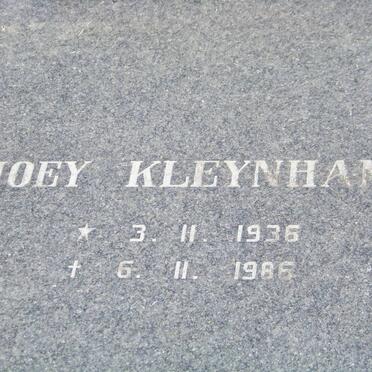 JOEY KLEYNHAN
* 3. 11. 1936
† 6. 11. 1986